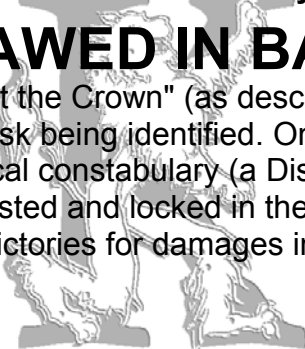 AWED IN BA
t the Crown" (as desc
sk being identified. Or
cal constabulary (a Dis
sted and locked in the
ictories for damages in